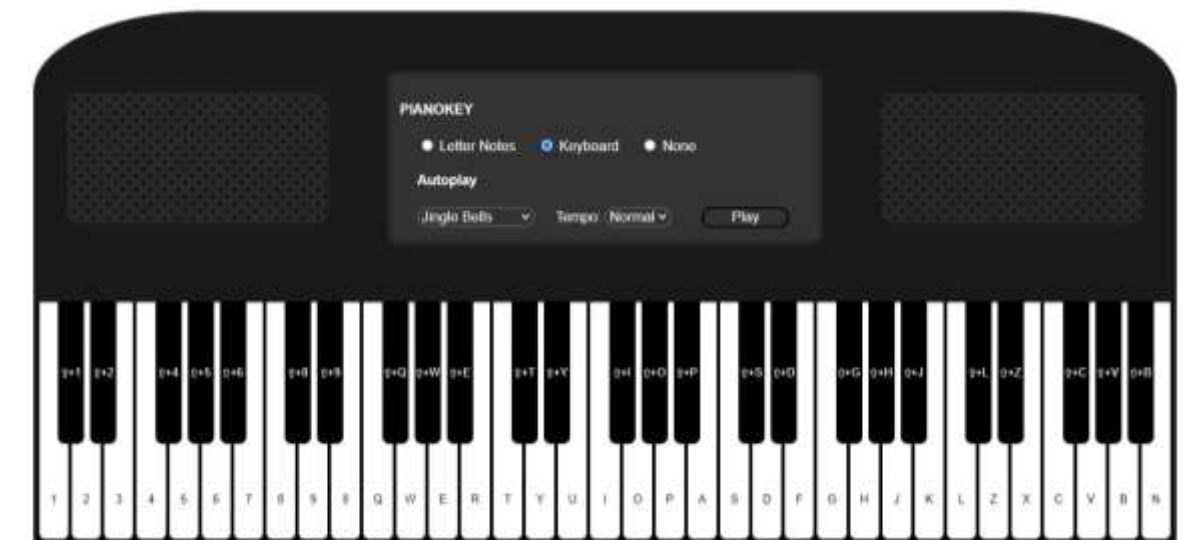 PIANOKEY
Letter Notes Keyboard None
Autoplay
Jingle Bells Tempo Normal Play
⇧+1 ⇧+2 ⇧+4 ⇧+5 ⇧+6 ⇧+8 ⇧+9 ⇧+Q ⇧+W ⇧+E ⇧+T ⇧+Y ⇧+I ⇧+O ⇧+P ⇧+S ⇧+D ⇧+G ⇧+H ⇧+J ⇧+L ⇧+Z ⇧+C ⇧+V ⇧+B
1 2 3 4 5 6 7 8 9 Q W E R T Y U I O P A S D F G H J K L Z X C V B N